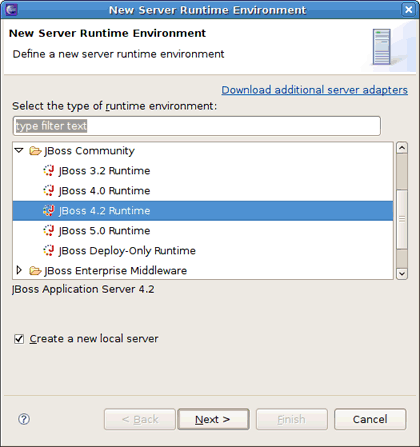 New Server Runtime Environment
New Server Runtime Environment
Define a new server runtime environment
Download additional server adapters
Select the type of runtime environment:
type filter text
JBoss Community
JBoss 3.2 Runtime
JBoss 4.0 Runtime
JBoss 4.2 Runtime
JBoss 5.0 Runtime
JBoss Deploy-Only Runtime
JBoss Enterprise Middleware
JBoss Application Server 4.2
Create a new local server
? < Back Next > Finish Cancel